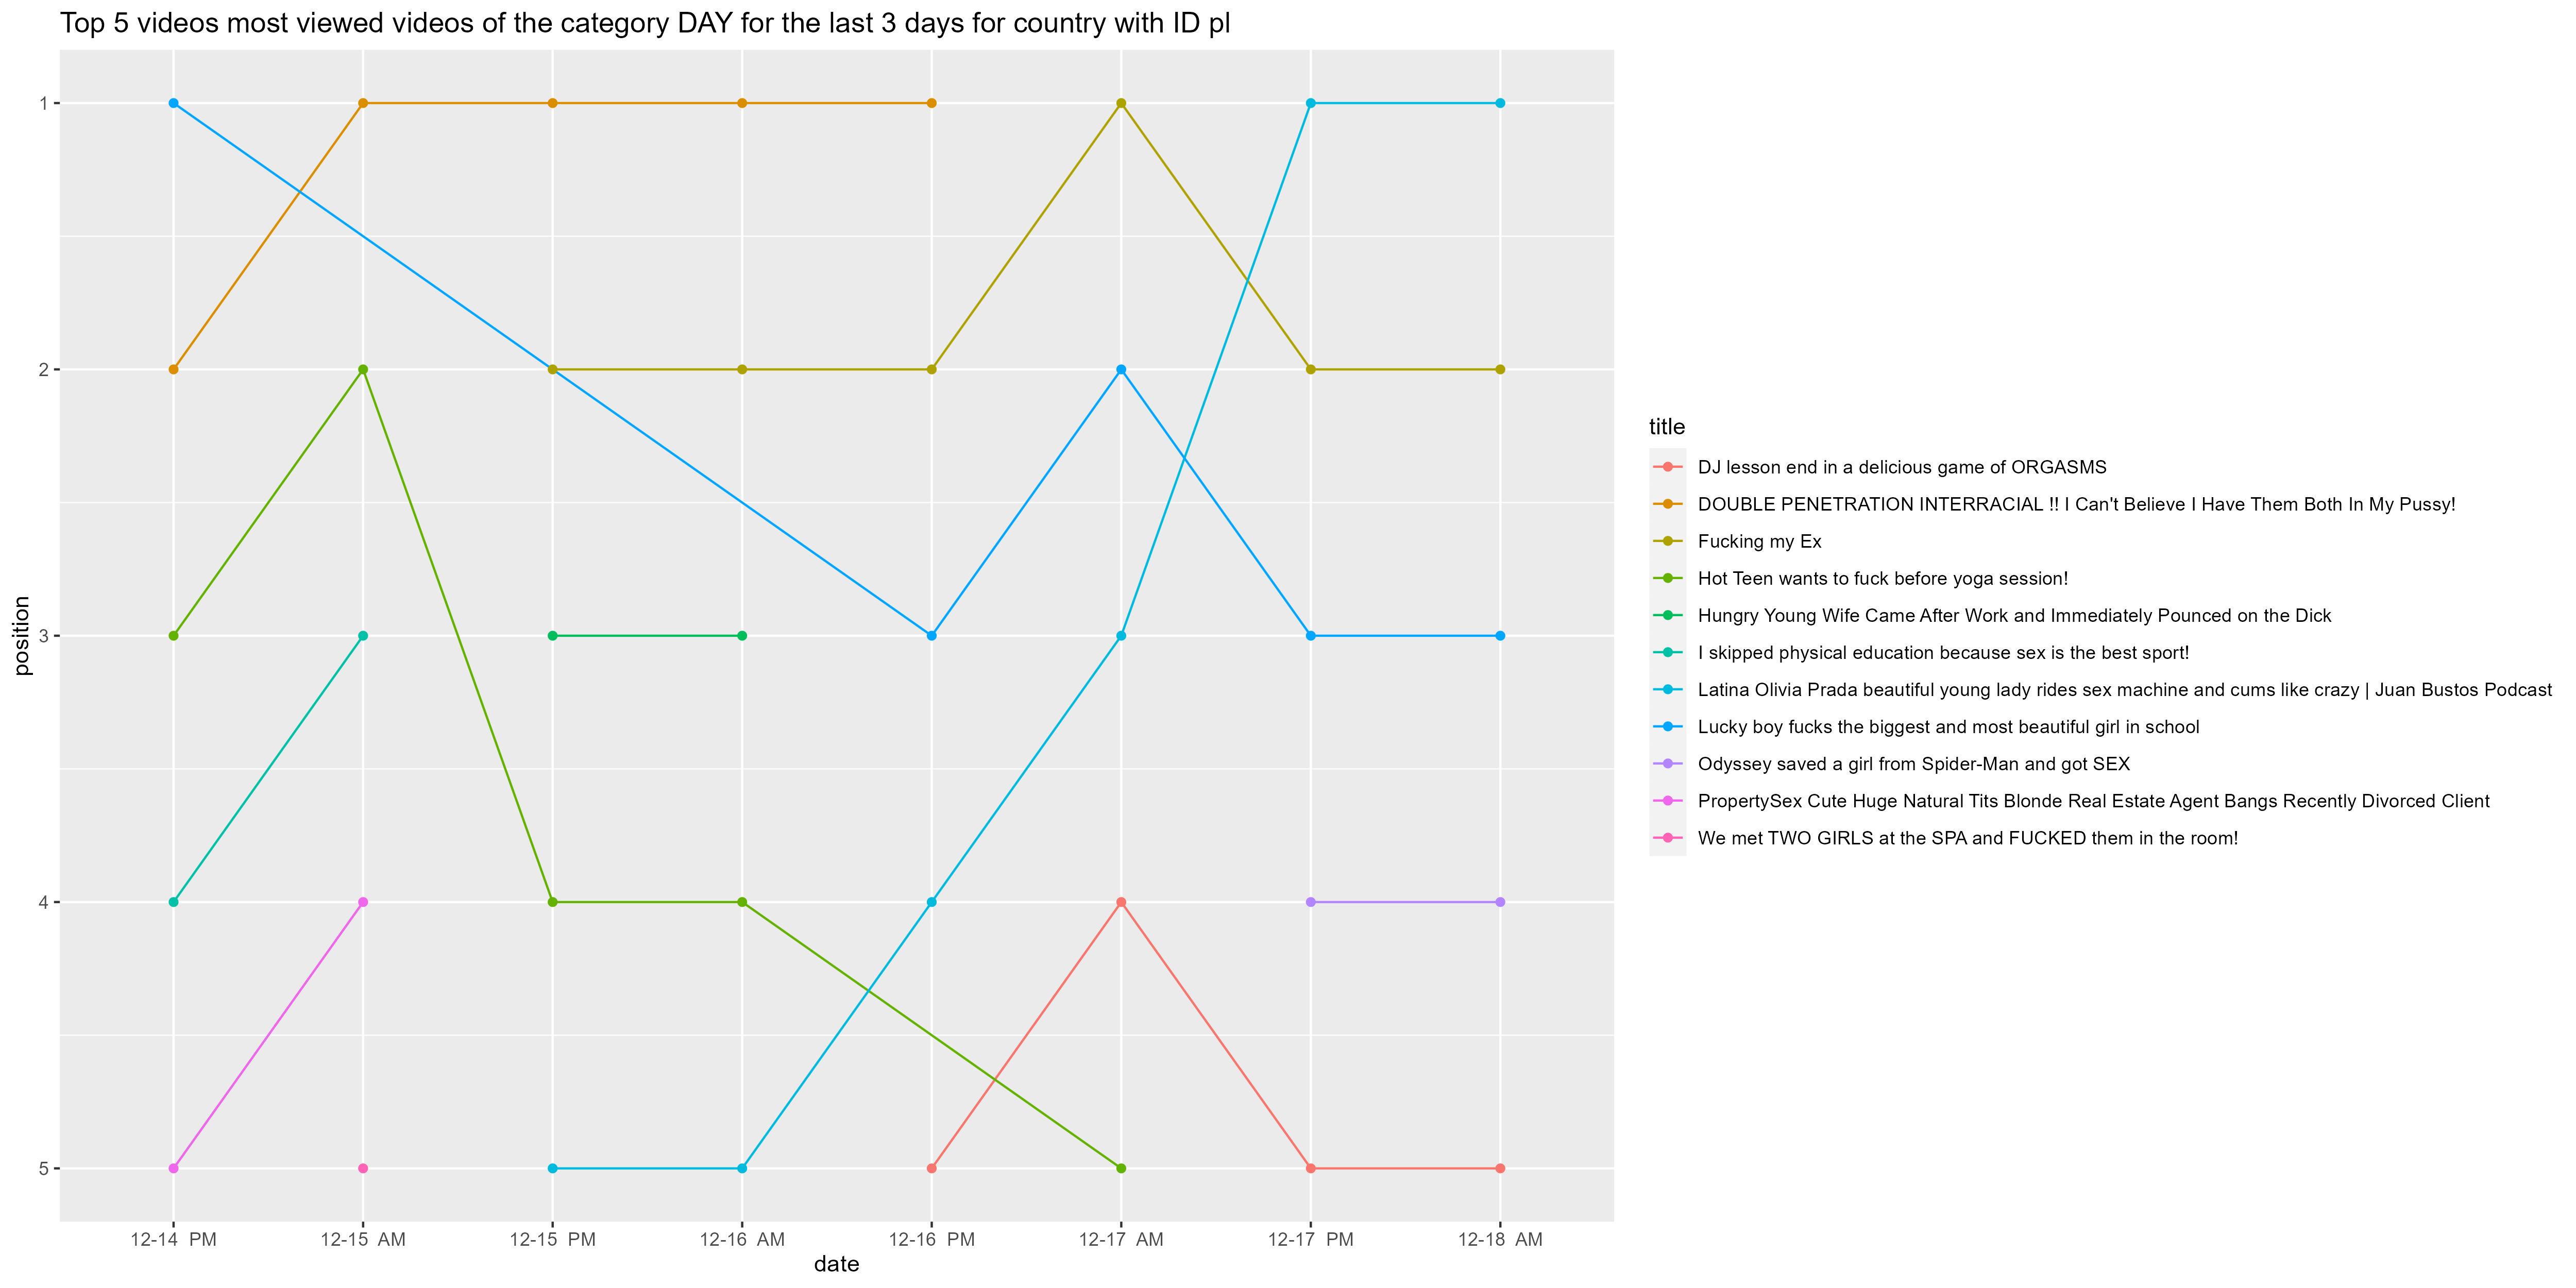 Top 5 videos most viewed videos of the category DAY for the last 3 days for country with ID pl
position
1
2
3
4
5
12-14 PM
12-15 AM
12-15 PM
12-16 AM
12-16 PM
12-17 AM
12-17 PM
12-18 AM
date
title
DJ lesson end in a delicious game of ORGASMS
DOUBLE PENETRATION INTERRACIAL !! I Can't Believe I Have Them Both In My Pussy!
Fucking my Ex
Hot Teen wants to fuck before yoga session!
Hungry Young Wife Came After Work and Immediately Pounced on the Dick
I skipped physical education because sex is the best sport!
Latina Olivia Prada beautiful young lady rides sex machine and cums like crazy | Juan Bustos Podcast
Lucky boy fucks the biggest and most beautiful girl in school
Odyssey saved a girl from Spider-Man and got SEX
PropertySex Cute Huge Natural Tits Blonde Real Estate Agent Bangs Recently Divorced Client
We met TWO GIRLS at the SPA and FUCKED them in the room!